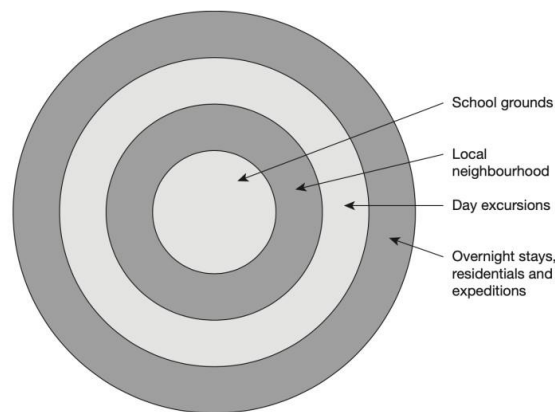 School grounds
Local
neighbourhood
Day excursions
Overnight stays,
residentials and
expeditions